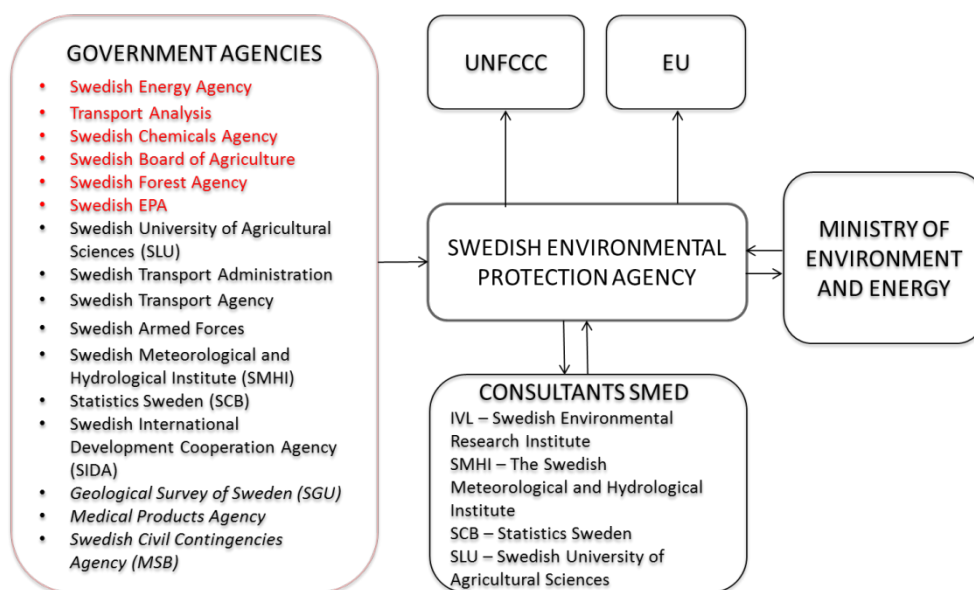 GOVERNMENT AGENCIES
• Swedish Energy Agency
• Transport Analysis
• Swedish Chemicals Agency
• Swedish Board of Agriculture
• Swedish Forest Agency
• Swedish EPA
• Swedish University of Agricultural
Sciences (SLU)
• Swedish Transport Administration
• Swedish Transport Agency
• Swedish Armed Forces
• Swedish Meteorological and
Hydrological Institute (SMHI)
• Statistics Sweden (SCB)
• Swedish International
Development Cooperation Agency
(SIDA)
• Geological Survey of Sweden (SGU)
• Medical Products Agency
• Swedish Civil Contingencies
Agency (MSB)
UNFCCC
EU
SWEDISH ENVIRONMENTAL
PROTECTION AGENCY
MINISTRY OF
ENVIRONMENT
AND ENERGY
CONSULTANTS SMED
IVL – Swedish Environmental
Research Institute
SMHI – The Swedish
Meteorological and Hydrological
Institute
SCB – Statistics Sweden
SLU – Swedish University of
Agricultural Sciences